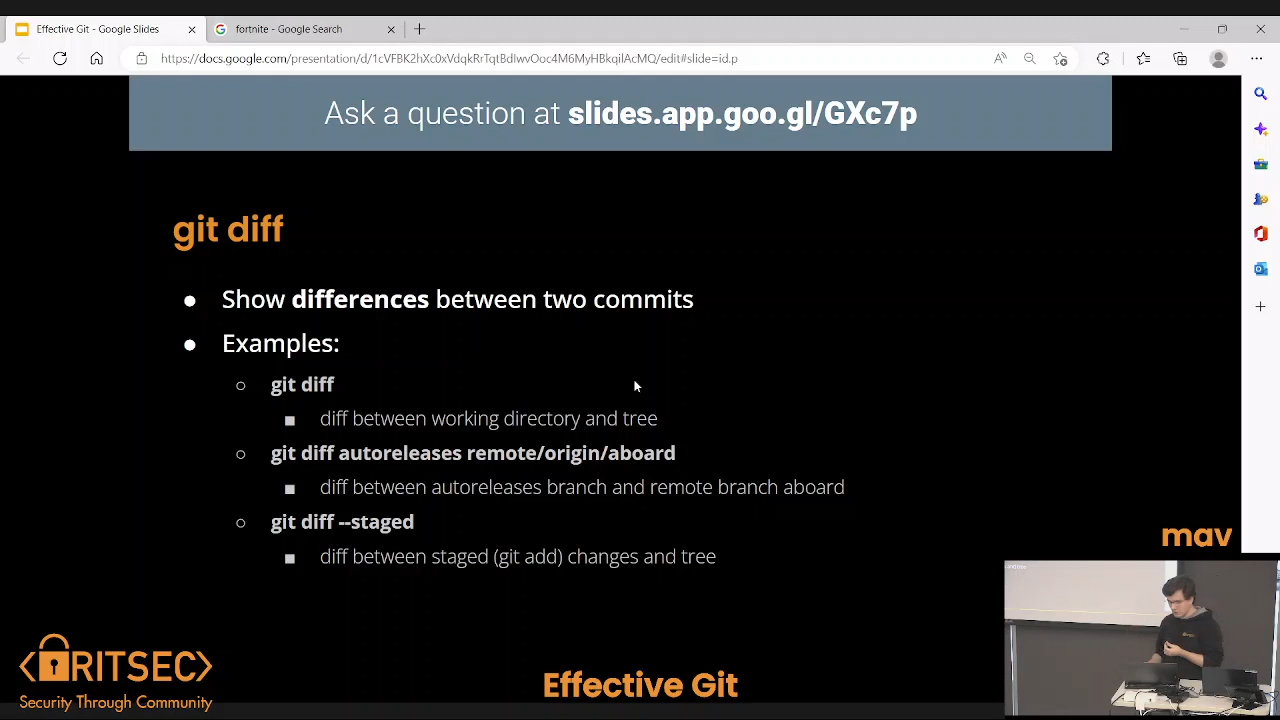 Effective Git - Google Slides
fortnite - Google Search
https://docs.google.com/presentation/d/1cVFBK2hXc0xVdqkRrTqtBdIwvOoc4M6MyHBkqiIAcMQ/edit#slide=id.p
Ask a question at slides.app.goo.gl/GXc7p
git diff
● Show differences between two commits
● Examples:
○ git diff
■ diff between working directory and tree
○ git diff autoreleases remote/origin/aboard
■ diff between autoreleases branch and remote branch aboard
○ git diff --staged
■ diff between staged (git add) changes and tree
mav
<RITSEC>
Security Through Community
Effective Git